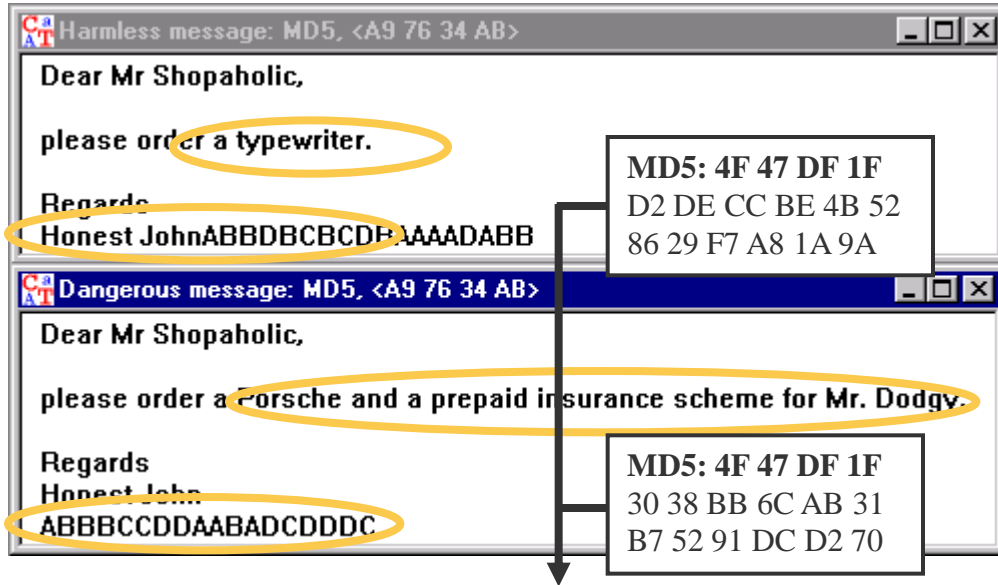 Harmless message: MD5, <A9 76 34 AB>
Dear Mr Shopaholic,
please order a typewriter.
Regards
Honest JohnABBDBCBCDBAAAADABB
MD5: 4F 47 DF 1F
D2 DE CC BE 4B 52
86 29 F7 A8 1A 9A
Dangerous message: MD5, <A9 76 34 AB>
Dear Mr Shopaholic,
please order a Porsche and a prepaid insurance scheme for Mr. Dodgy.
Regards
Honest John
ABBBCCDDAABADCDDDC
MD5: 4F 47 DF 1F
30 38 BB 6C AB 31
B7 52 91 DC D2 70